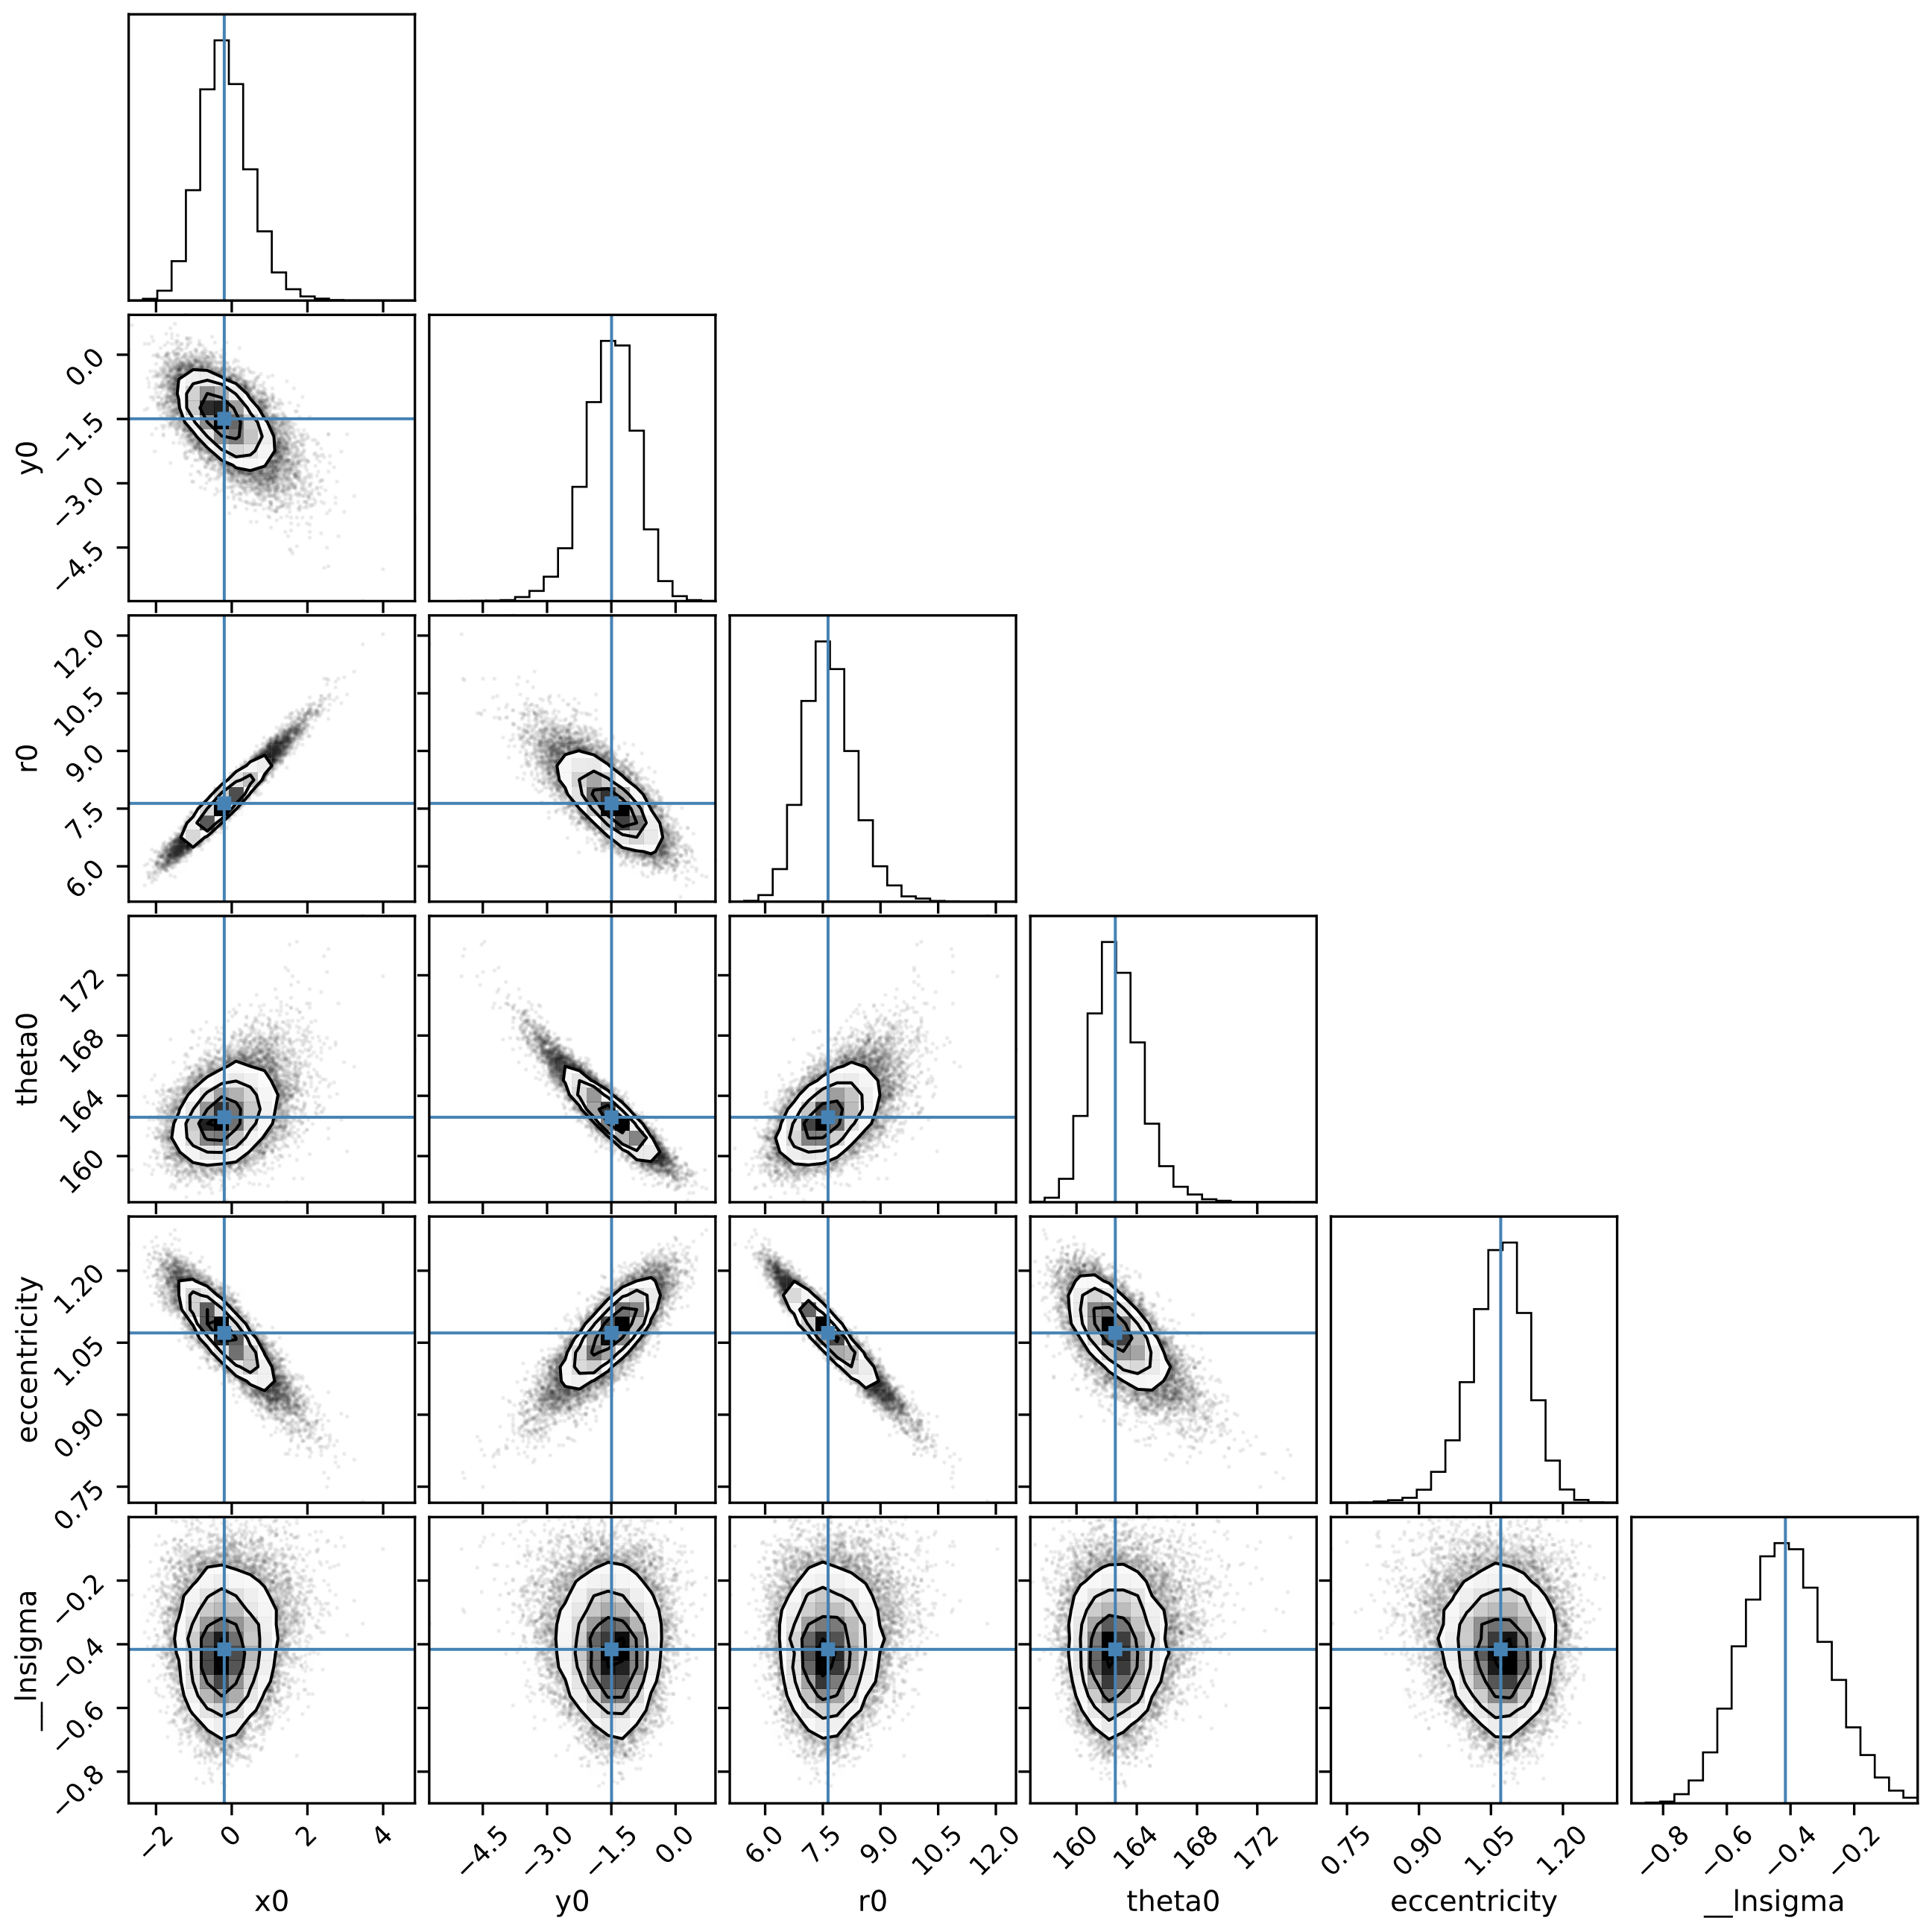 y0
0.0
−1.5
−3.0
−4.5
r0
12.0
10.5
9.0
7.5
6.0
theta0
172
168
164
160
eccentricity
1.20
1.05
0.90
0.75
__lnsigma
−0.2
−0.4
−0.6
−0.8
−2 0 2 4
−4.5 −3.0 −1.5 0.0
6.0 7.5 9.0 10.5 12.0
160 164 168 172
0.75 0.90 1.05 1.20
−0.8 −0.6 −0.4 −0.2
x0 y0 r0 theta0 eccentricity __lnsigma